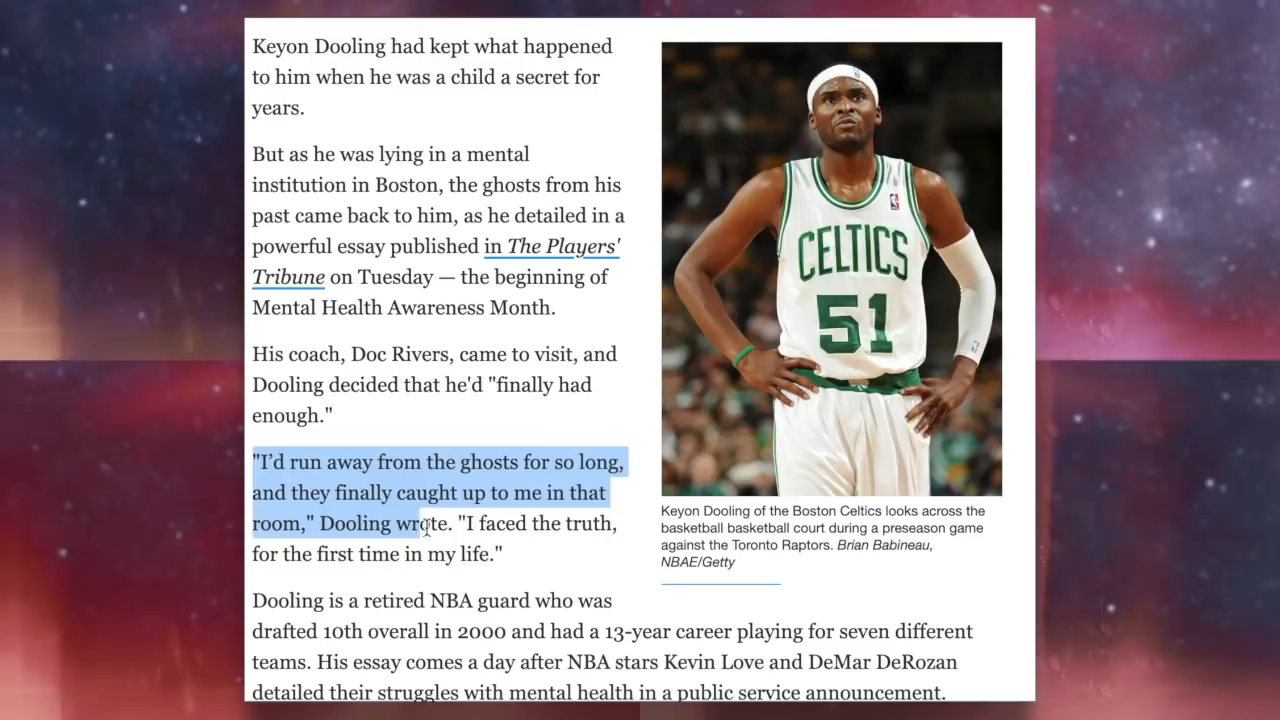 Keyon Dooling had kept what happened
to him when he was a child a secret for
years.
But as he was lying in a mental
institution in Boston, the ghosts from his
past came back to him, as he detailed in a
powerful essay published in The Players'
Tribune on Tuesday — the beginning of
Mental Health Awareness Month.
His coach, Doc Rivers, came to visit, and
Dooling decided that he'd "finally had
enough."
"I’d run away from the ghosts for so long,
and they finally caught up to me in that
room," Dooling wrote. "I faced the truth,
for the first time in my life."
CELTICS
51
Keyon Dooling of the Boston Celtics looks across the
basketball basketball court during a preseason game
against the Toronto Raptors. Brian Babineau,
NBAE/Getty
Dooling is a retired NBA guard who was
drafted 10th overall in 2000 and had a 13-year career playing for seven different
teams. His essay comes a day after NBA stars Kevin Love and DeMar DeRozan
detailed their struggles with mental health in a public service announcement.